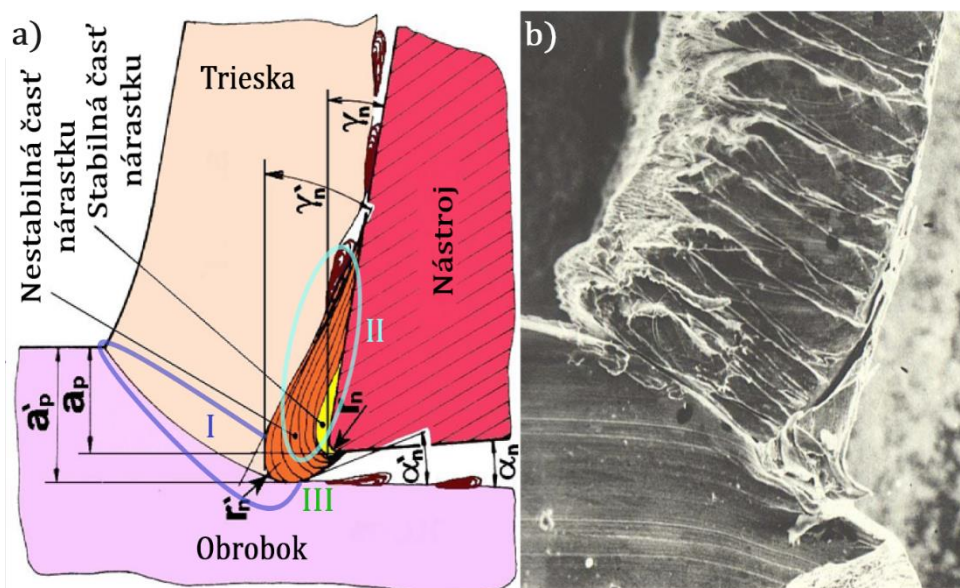 a)
Nestabilná časť
nárastku
Stabilná časť
nárastku
Trieska
γₙ
γ`ₙ
Nástroj
II
rₙ
a`ₚ
aₚ
I
α`ₙ
αₙ
r`ₙ
III
Obrobok
b)